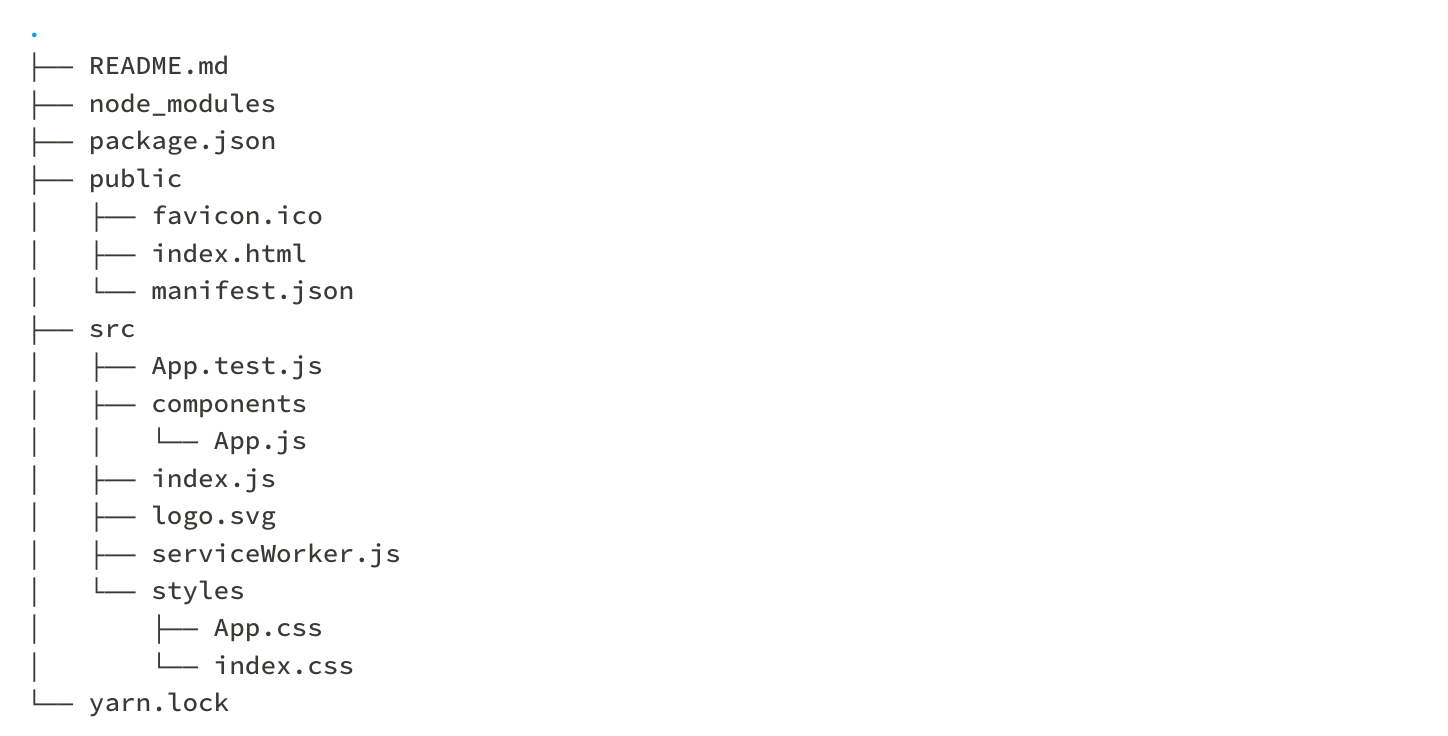 .
├── README.md
├── node_modules
├── package.json
├── public
│   ├── favicon.ico
│   ├── index.html
│   └── manifest.json
├── src
│   ├── App.test.js
│   ├── components
│   │   └── App.js
│   ├── index.js
│   ├── logo.svg
│   ├── serviceWorker.js
│   └── styles
│       ├── App.css
│       └── index.css
└── yarn.lock